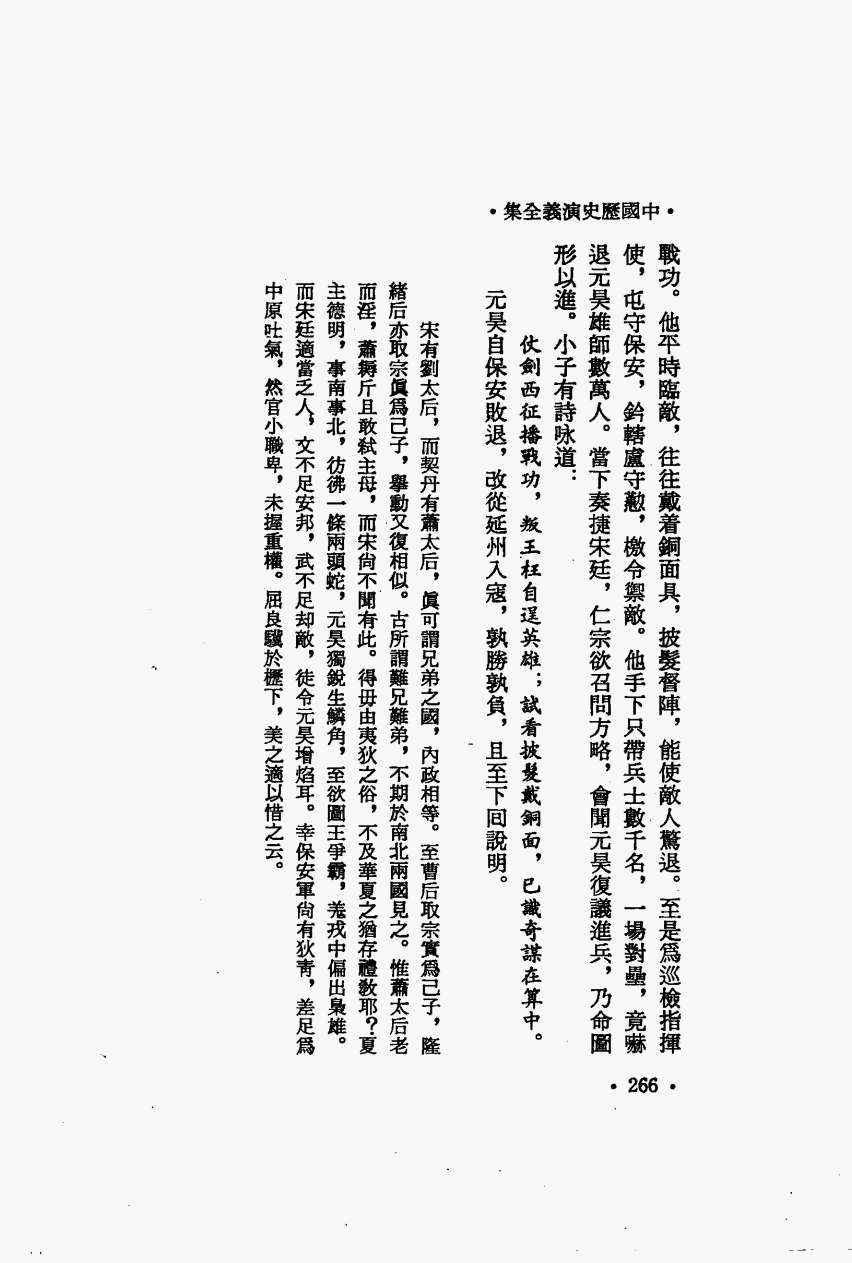 •中國歷史演義全集•
戰功。他平時臨敵，往往戴着銅面具，披髮督陣，能使敵人驚退。至是爲巡檢指揮
使，屯守保安，鈐轄盧守懃，檄令禦敵。他手下只帶兵士數千名，一場對壘，竟嚇
退元昊雄師數萬人。當下奏捷宋廷，仁宗欲召問方略，會聞元昊復議進兵，乃命圖
形以進。小子有詩咏道：
仗劍西征播戰功，叛王枉自逞英雄；試看披髮戴銅面，已識奇謀在算中。
元昊自保安敗退，改從延州入寇，孰勝孰負，且至下回說明。
宋有劉太后，而契丹有蕭太后，眞可謂兄弟之國，內政相等。至曹后取宗實爲己子，隆
緒后亦取宗眞爲己子，舉動又復相似。古所謂難兄難弟，不期於南北兩國見之。惟蕭太后老
而淫，蕭耨斤且敢弒主母，而宋尙不聞有此。得毋由夷狄之俗，不及華夏之猶存禮敎耶？夏
主德明，事南事北，彷彿一條兩頭蛇，元昊獨銳生鱗角，至欲圖王爭霸，羗戎中偏出梟雄。
而宋廷適當乏人，文不足安邦，武不足却敵，徒令元昊增焰耳。幸保安軍尙有狄靑，差足爲
中原吐氣，然官小職卑，未握重權。屈良驥於櫪下，美之適以惜之云。
•266•